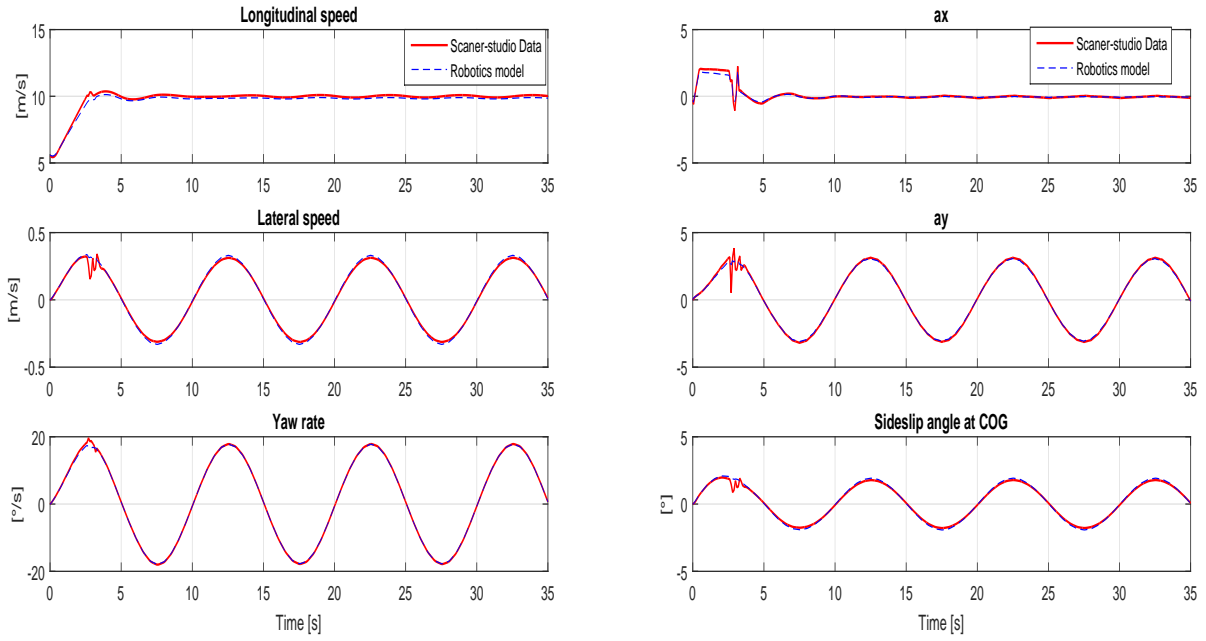 Longitudinal speed
15
10
5
[m/s]
0 5 10 15 20 25 30 35
Scaner-studio Data
Robotics model
ax
5
0
-5
0 5 10 15 20 25 30 35
Scaner-studio Data
Robotics model
Lateral speed
0.5
0
-0.5
[m/s]
0 5 10 15 20 25 30 35
ay
5
0
-5
0 5 10 15 20 25 30 35
Yaw rate
20
0
-20
[°/s]
0 5 10 15 20 25 30 35
Time [s]
Sideslip angle at COG
5
0
-5
[°]
0 5 10 15 20 25 30 35
Time [s]